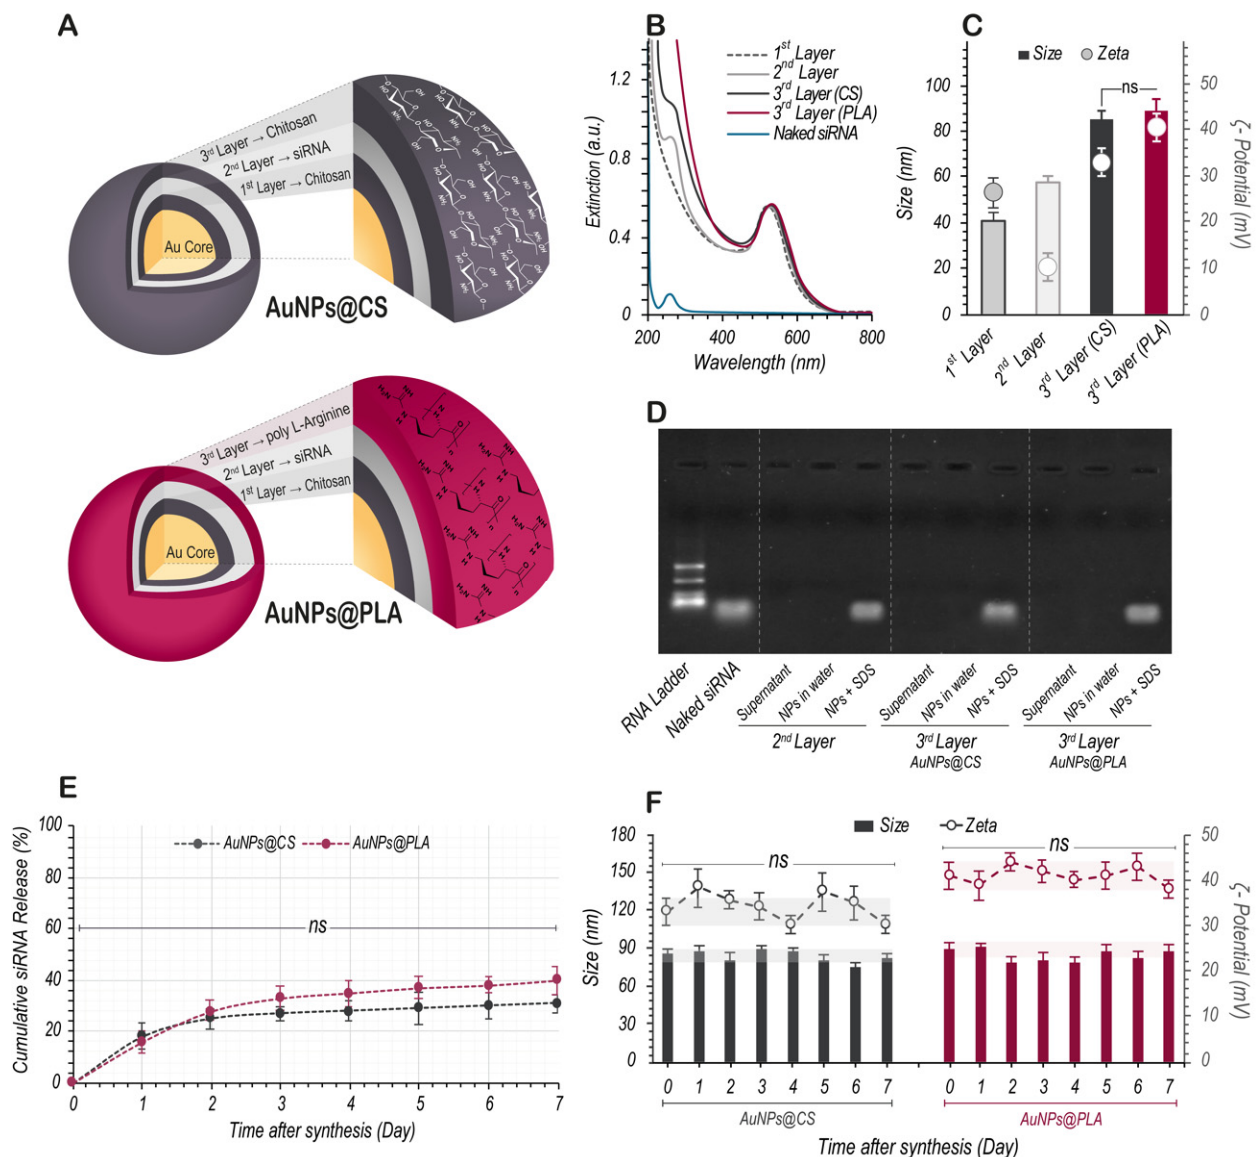 A
3rd Layer → Chitosan
2nd Layer → siRNA
1st Layer → Chitosan
Au Core
AuNPs@CS
3rd Layer → poly L-Arginine
2nd Layer → siRNA
1st Layer → Chitosan
Au Core
AuNPs@PLA
B
1st Layer
2nd Layer
3rd Layer (CS)
3rd Layer (PLA)
Naked siRNA
Extinction (a.u.)
1.2
0.8
0.4
0
200 400 600 800
Wavelength (nm)
C
Size Zeta
ns
Size (nm)
100
80
60
40
20
0
50
40
30
20
10
0
ζ- Potential (mV)
1st Layer
2nd Layer
3rd Layer (CS)
3rd Layer (PLA)
D
RNA Ladder
Naked siRNA
Supernatant
NPs in water
NPs + SDS
Supernatant
NPs in water
NPs + SDS
Supernatant
NPs in water
NPs + SDS
2nd Layer
3rd Layer
AuNPs@CS
3rd Layer
AuNPs@PLA
E
Cumulative siRNA Release (%)
100
80
60
40
20
0
AuNPs@CS AuNPs@PLA
ns
0 1 2 3 4 5 6 7
Time after synthesis (Day)
F
Size Zeta
Size (nm)
180
150
120
90
60
30
0
ns
ns
50
40
30
20
10
0
ζ- Potential (mV)
0 1 2 3 4 5 6 7
0 1 2 3 4 5 6 7
AuNPs@CS
AuNPs@PLA
Time after synthesis (Day)